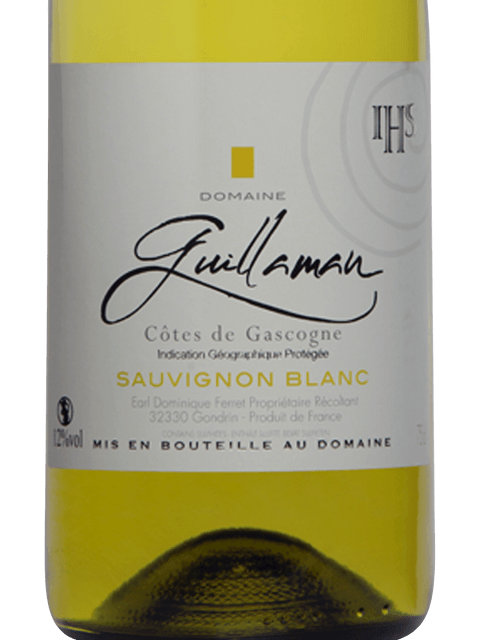 IHS
DOMAINE
Guillaman
Côtes de Gascogne
Indication Géographique Protégée
SAUVIGNON BLANC
Earl Dominique Ferret Propriétaire Récoltant
32330 Gondrin - Produit de France
12%vol
MIS EN BOUTEILLE AU DOMAINE